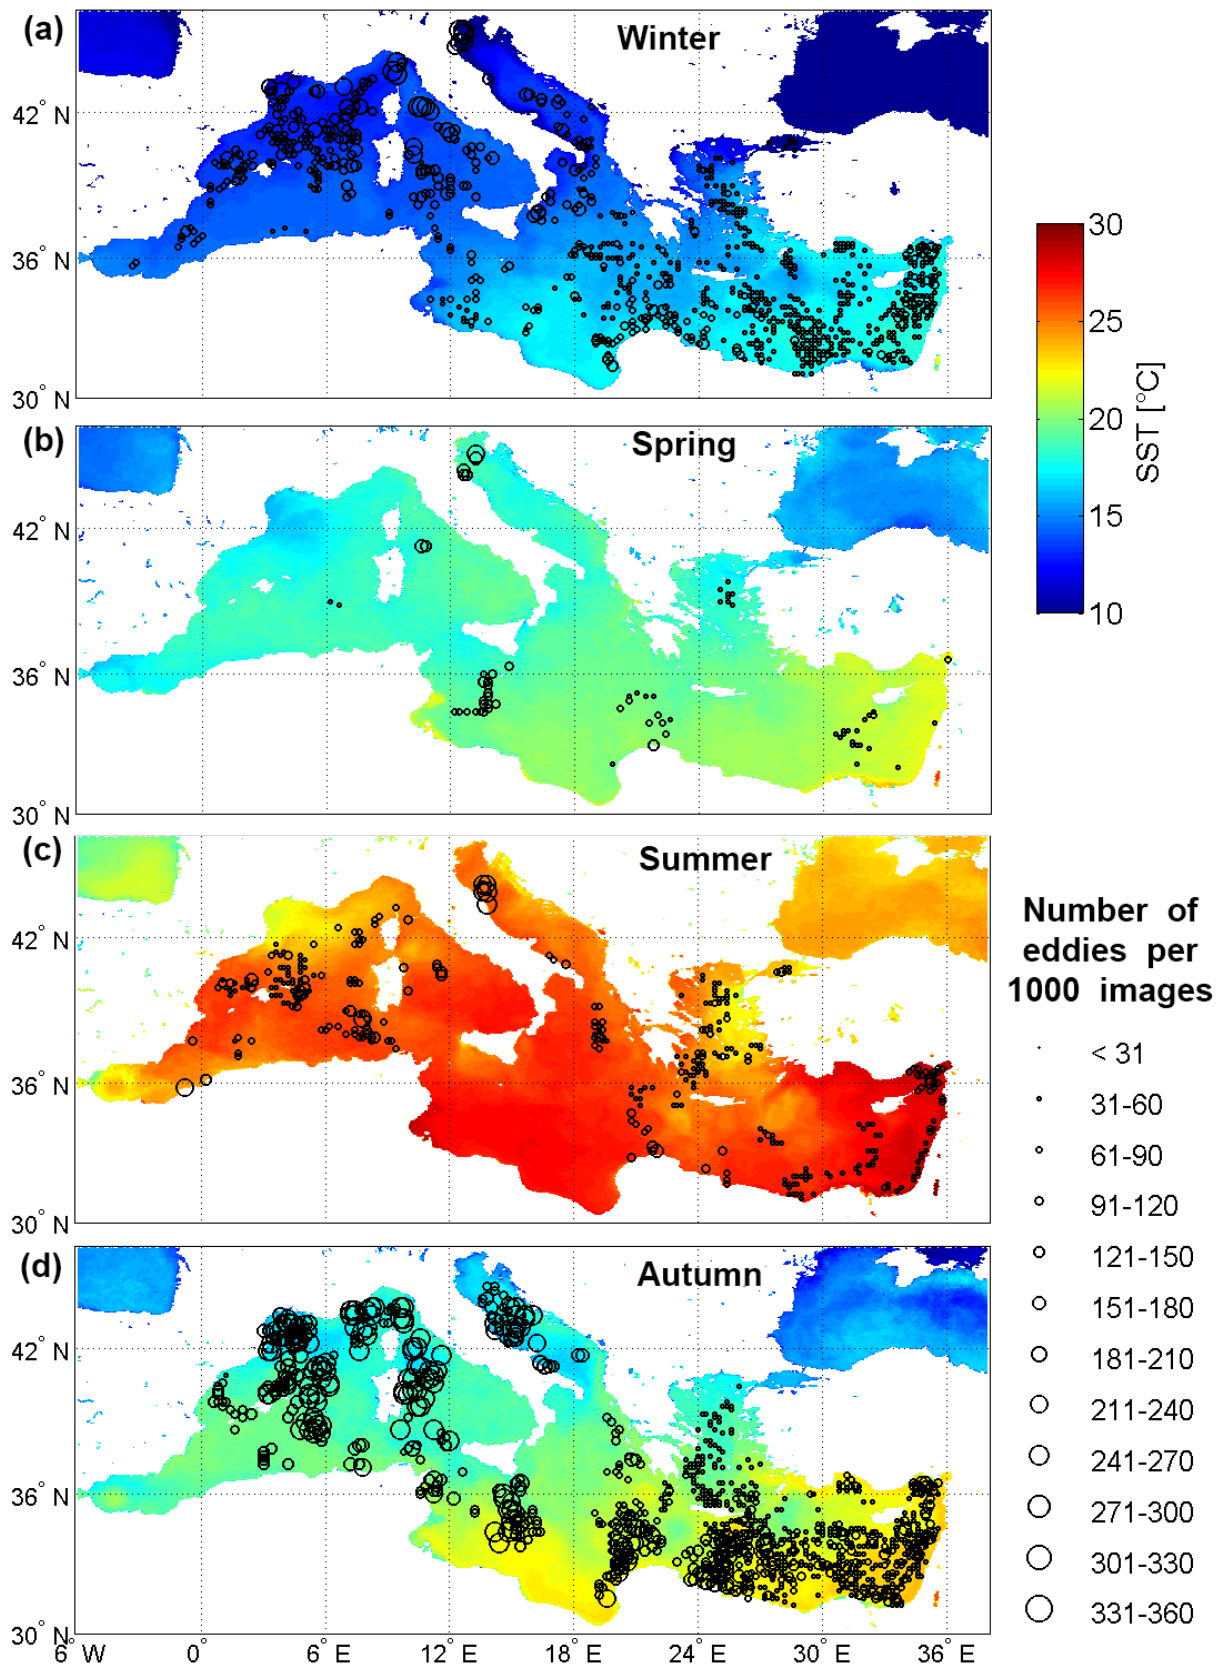 (a)
Winter
42° N
36° N
30° N
(b)
Spring
42° N
36° N
30° N
(c)
Summer
42° N
36° N
30° N
(d)
Autumn
42° N
36° N
30° N
6° W
0°
6° E
12° E
18° E
24° E
30° E
36° E
30
25
20
15
10
SST [°C]
Number of
eddies per
1000 images
< 31
31-60
61-90
91-120
121-150
151-180
181-210
211-240
241-270
271-300
301-330
331-360